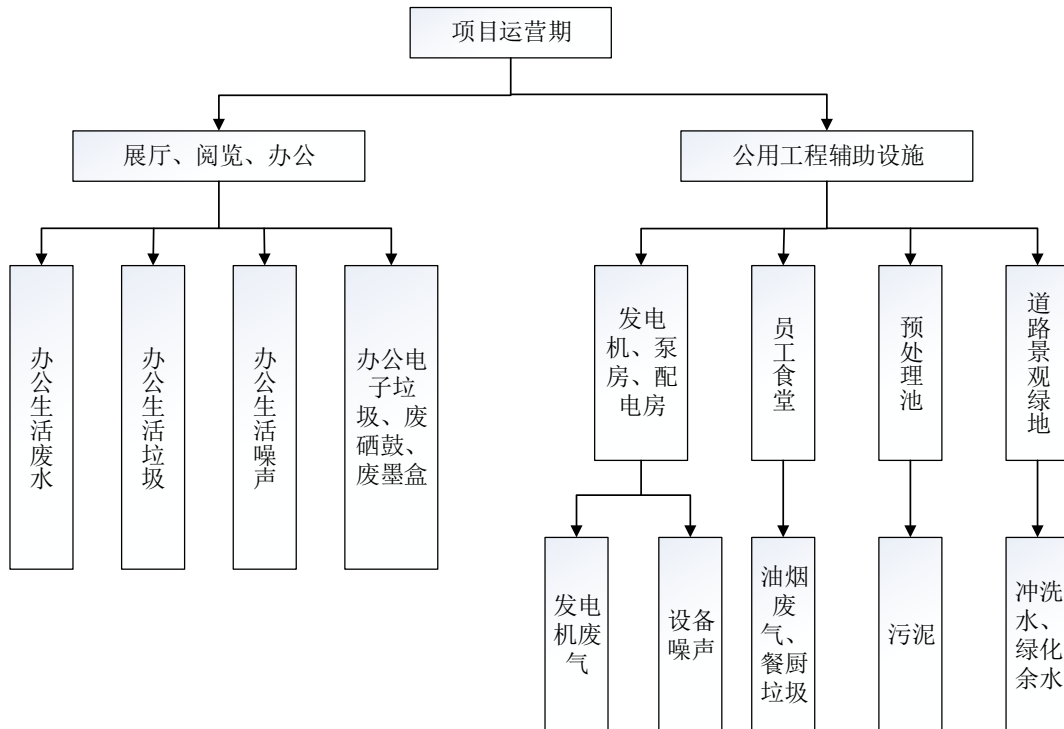 项目运营期
展厅、阅览、办公
公用工程辅助设施
办公生活废水
办公生活垃圾
办公生活噪声
办公电
子垃
圾、废
硒鼓、
废墨盒
发电
机、泵
房、配
电房
员工食堂
预处理池
道路景观绿地
发电
机废
气
设备
噪声
油烟
废
气、
餐厨
垃圾
污泥
冲洗
水、
绿化
余水